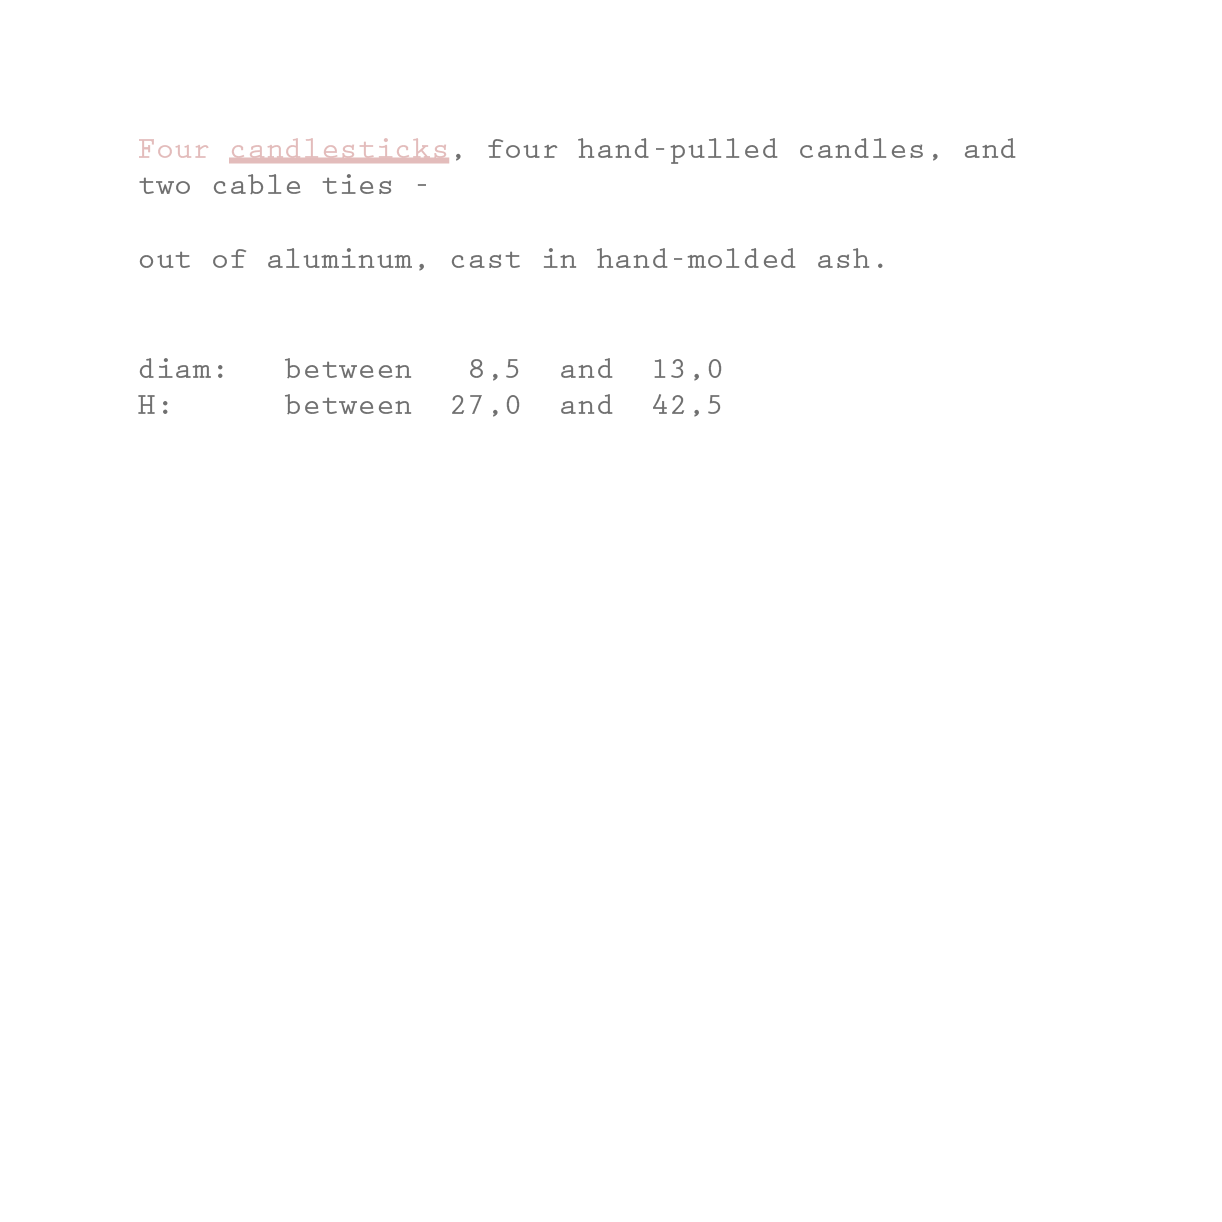 Four candlesticks, four hand-pulled candles, and
two cable ties -
out of aluminum, cast in hand-molded ash.
diam:   between   8,5  and  13,0
H:      between  27,0  and  42,5